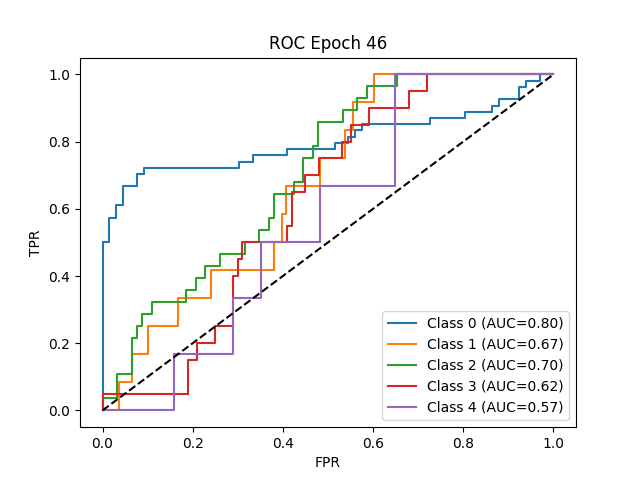 ROC Epoch 46
TPR
1.0
0.8
0.6
0.4
0.2
0.0
0.0 0.2 0.4 0.6 0.8 1.0
FPR
Class 0 (AUC=0.80)
Class 1 (AUC=0.67)
Class 2 (AUC=0.70)
Class 3 (AUC=0.62)
Class 4 (AUC=0.57)